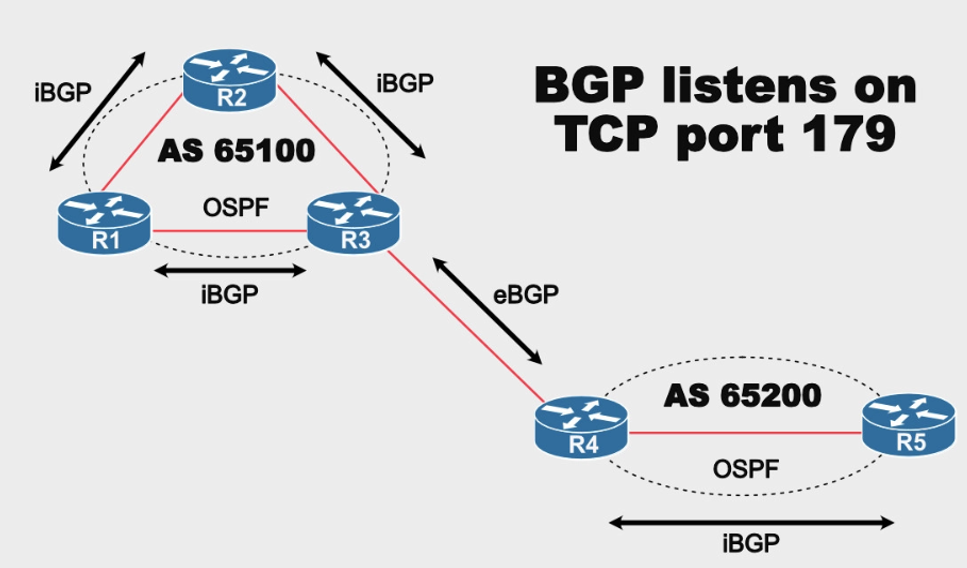 BGP listens on
TCP port 179
iBGP
R2
iBGP
AS 65100
OSPF
R1
R3
iBGP
eBGP
AS 65200
R4
R5
OSPF
iBGP